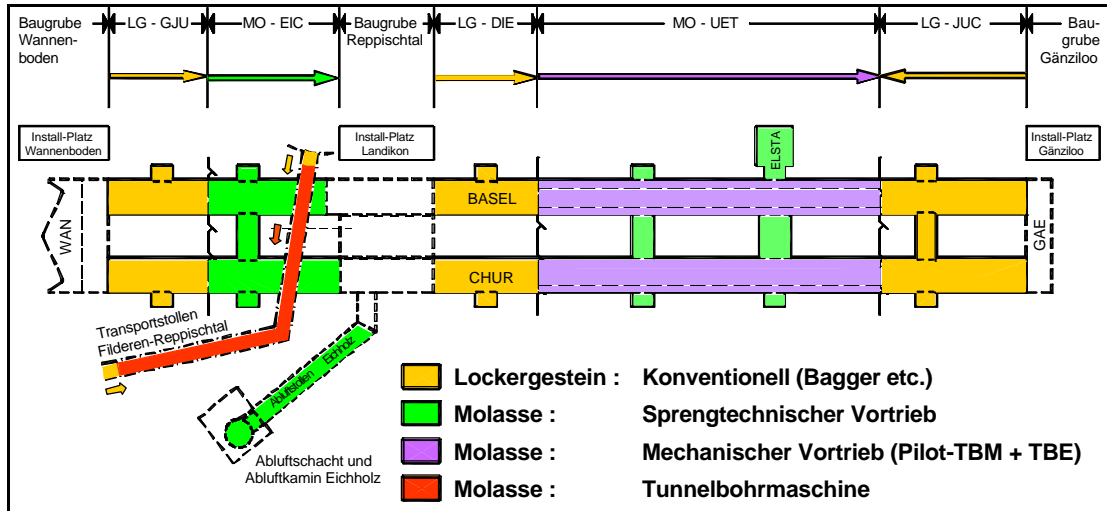 Baugrube
Wannen-
boden
LG - GJU
MO - EIC
Baugrube
Reppischtal
LG - DIE
MO - UET
LG - JUC
Bau-
grube
Gänziloo
Install-Platz
Wannenboden
Install-Platz
Landikon
ELSTA
Install-Platz
Gänziloo
WAN
BASEL
GAE
CHUR
Transportstollen
Filderen-Reppischtal
Abluftstollen Eichholz
Abluftschacht und
Abluftkamin Eichholz
Lockergestein : Konventionell (Bagger etc.)
Molasse : Sprengtechnischer Vortrieb
Molasse : Mechanischer Vortrieb (Pilot-TBM + TBE)
Molasse : Tunnelbohrmaschine